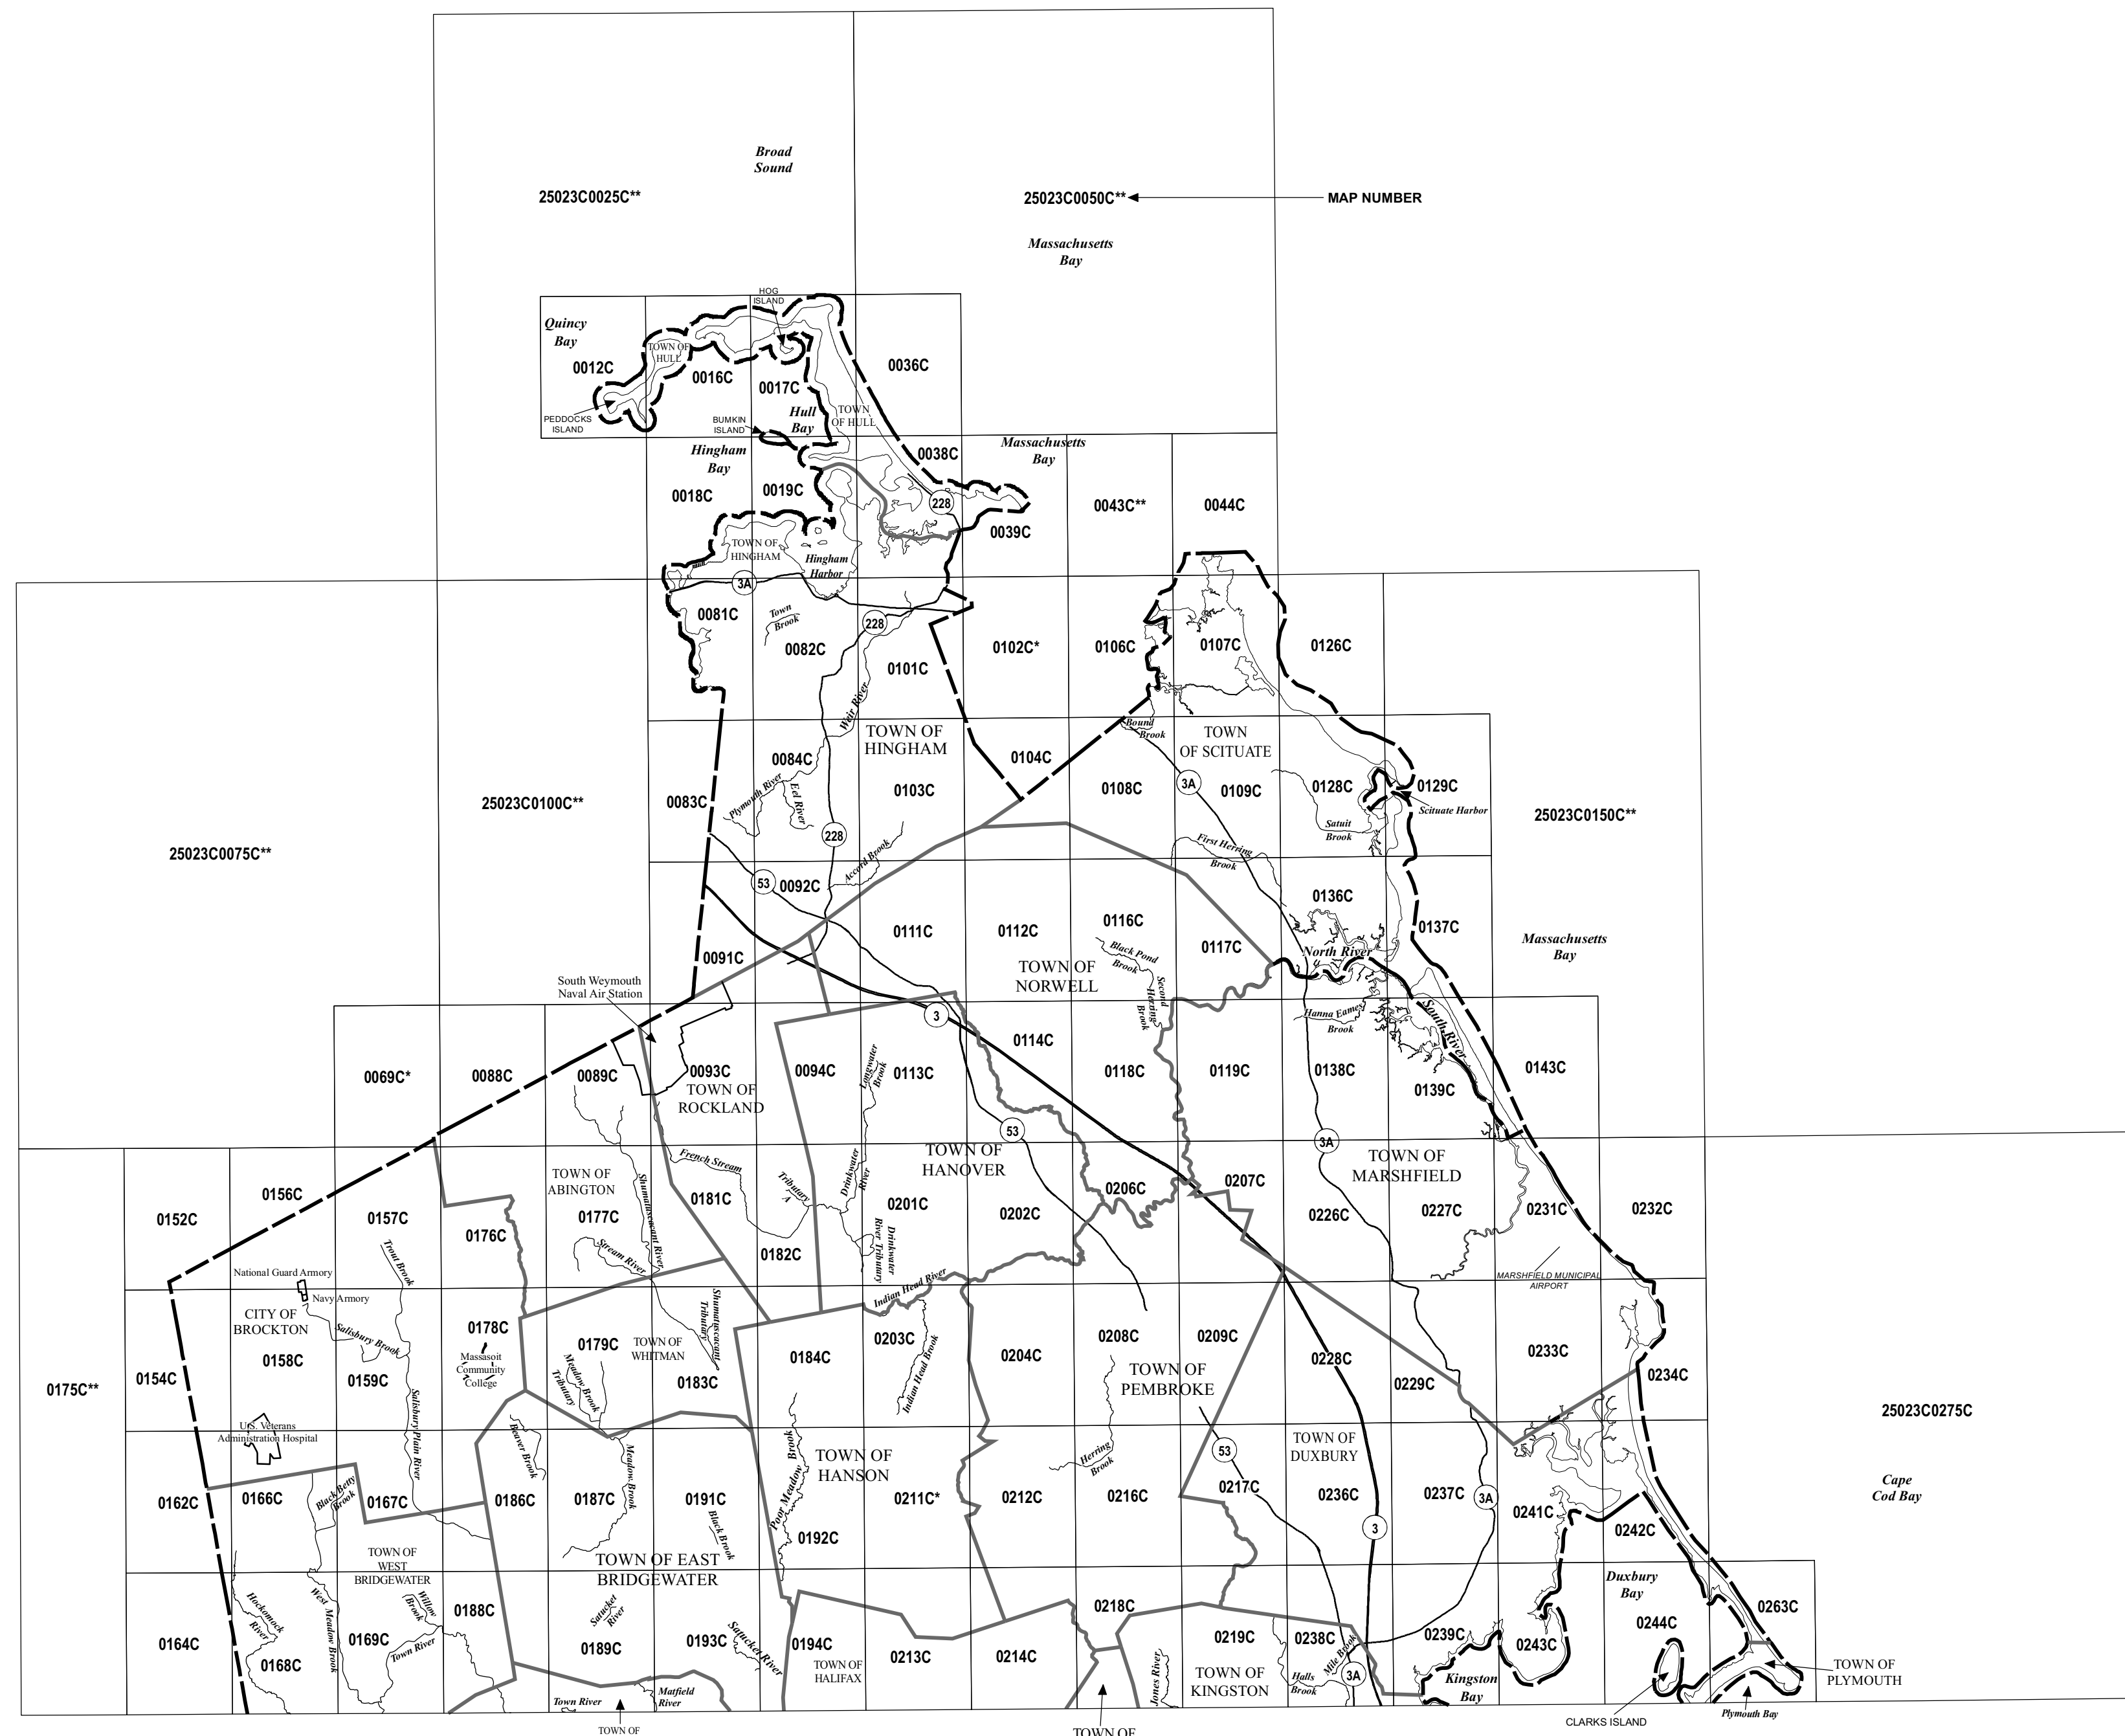 Broad
Sound
25023C0025C**
25023C0050C**
MAP NUMBER
Massachusetts
Bay
HOG
ISLAND
Quincy
Bay
TOWN OF
HULL
0012C
0016C
0017C
0036C
PEDDOCKS
ISLAND
BUMKIN
ISLAND
Hull
Bay
TOWN
OF HULL
Hingham
Bay
0038C
Massachusetts
Bay
0018C
0019C
228
0039C
0043C**
0044C
TOWN OF
HINGHAM
Hingham
Harbor
3A
0081C
Town
Brook
228
0082C
0101C
0102C*
0106C
0107C
0126C
Weir River
TOWN OF
HINGHAM
Bound
Brook
TOWN
OF SCITUATE
25023C0075C**
25023C0100C**
0083C
0084C
Plymouth River
Eel River
0103C
0104C
0108C
3A
0109C
0128C
0129C
Scituate Harbor
25023C0150C**
228
Satuit
Brook
Accord Brook
First Herring
Brook
53
0092C
0136C
0091C
0111C
0112C
0116C
0117C
0137C
Black Pond
Brook
North River
Massachusetts
Bay
TOWN OF
NORWELL
South Weymouth
Naval Air Station
Second
Herring
Brook
Hanna Eames
Brook
South River
3
0069C*
0088C
0089C
0093C
0094C
Longwater
Brook
0113C
0114C
0118C
0119C
0138C
0139C
0143C
TOWN OF
ROCKLAND
53
3A
TOWN OF
HANOVER
TOWN OF
MARSHFIELD
French Stream
Tributary
A
Drinkwater
River
0152C
0156C
0157C
0176C
TOWN OF
ABINGTON
0177C
Shumatuscacant River
0181C
0182C
0201C
0202C
0206C
0207C
0226C
0227C
0231C
0232C
Trout Brook
Stream River
Drinkwater
River Tributary
National Guard Armory
Navy Armory
Indian Head River
MARSHFIELD MUNICIPAL
AIRPORT
CITY OF
BROCKTON
Salisbury Brook
0175C**
0154C
0158C
0159C
0178C
Massasoit
Community
College
0179C
TOWN OF
WHITMAN
Shumatuscacant
Tributary
0183C
0184C
0203C
Indian Head Brook
0204C
0208C
0209C
0228C
0229C
0233C
0234C
Meadow Brook
Tributary
TOWN OF
PEMBROKE
Salisbury Plain River
U.S. Veterans
Administration Hospital
25023C0275C
Beaver Brook
Meadow Brook
Poor Meadow Brook
TOWN OF
HANSON
Herring
Brook
53
TOWN OF
DUXBURY
0162C
0166C
Black Betty
Brook
0167C
0186C
0187C
0191C
Black Brook
0192C
0211C*
0212C
0216C
0217C
0236C
0237C
3A
0241C
0242C
Cape
Cod Bay
3
TOWN OF
WEST
BRIDGEWATER
TOWN OF EAST
BRIDGEWATER
Duxbury
Bay
0164C
Hockomock
River
0168C
West Meadow Brook
0169C
Willow
Brook
Town River
0188C
Satucket
River
0189C
0193C
Satucket River
0194C
TOWN OF
HALIFAX
0213C
0214C
0218C
0219C
0238C
Mile Brook
0239C
0243C
0244C
0263C
Jones River
TOWN OF
KINGSTON
Halls
Brook
3A
Kingston
Bay
TOWN OF
PLYMOUTH
Town River
Matfield
River
CLARKS ISLAND
Plymouth Bay
TOWN OF
TOWN OF